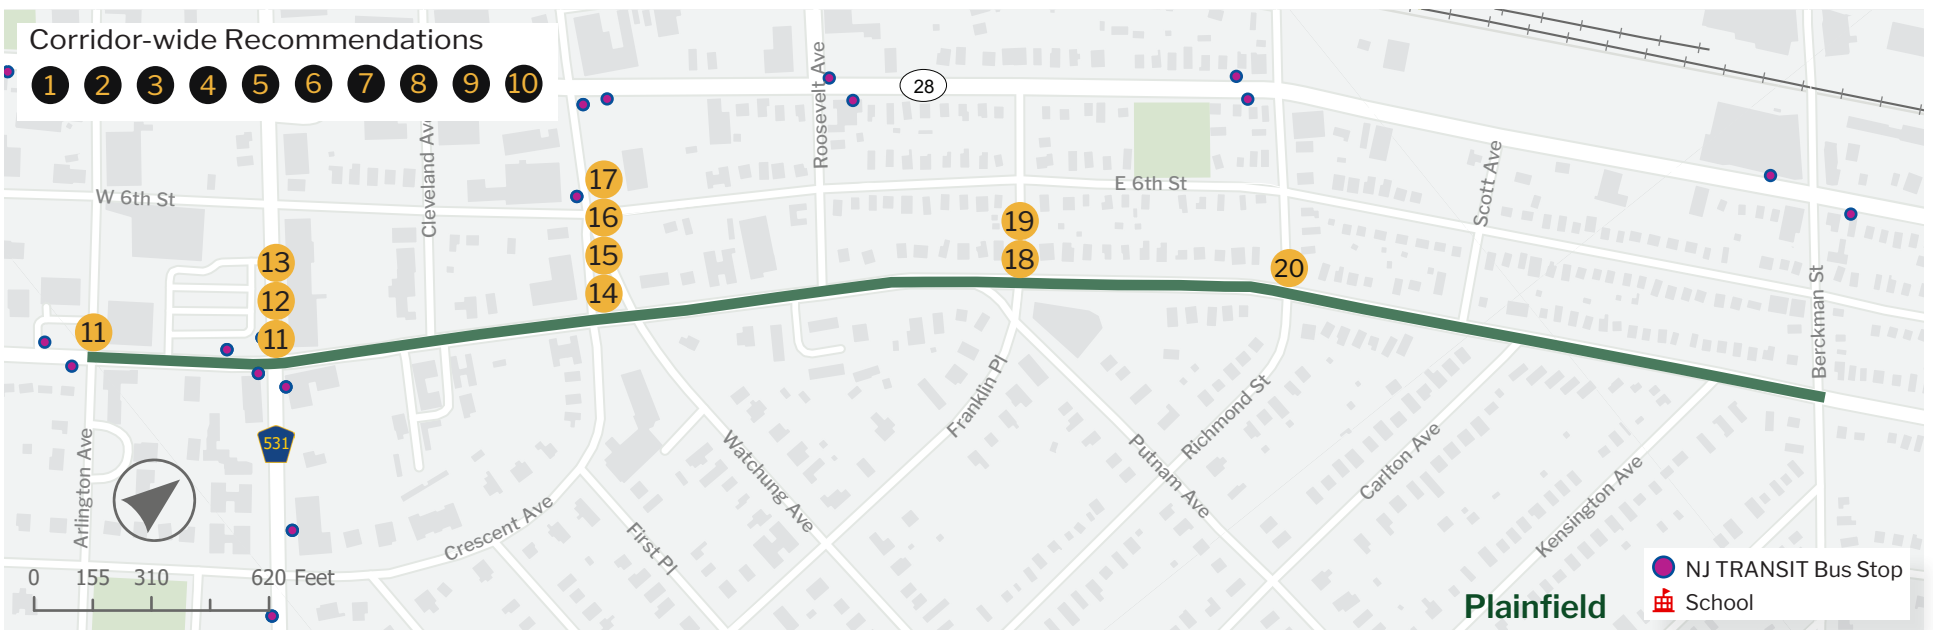 Corridor-wide Recommendations
1 2 3 4 5 6 7 8 9 10
Roosevelt Ave
28
Cleveland Ave
W 6th St
E 6th St
Scott Ave
Berckman St
17
16
15
14
19
18
20
13
12
11
11
531
Arlington Ave
Crescent Ave
First Pl
Watchung Ave
Franklin Pl
Putnam Ave
Richmond St
Carlton Ave
Kensington Ave
0 155 310 620 Feet
Plainfield
NJ TRANSIT Bus Stop
School